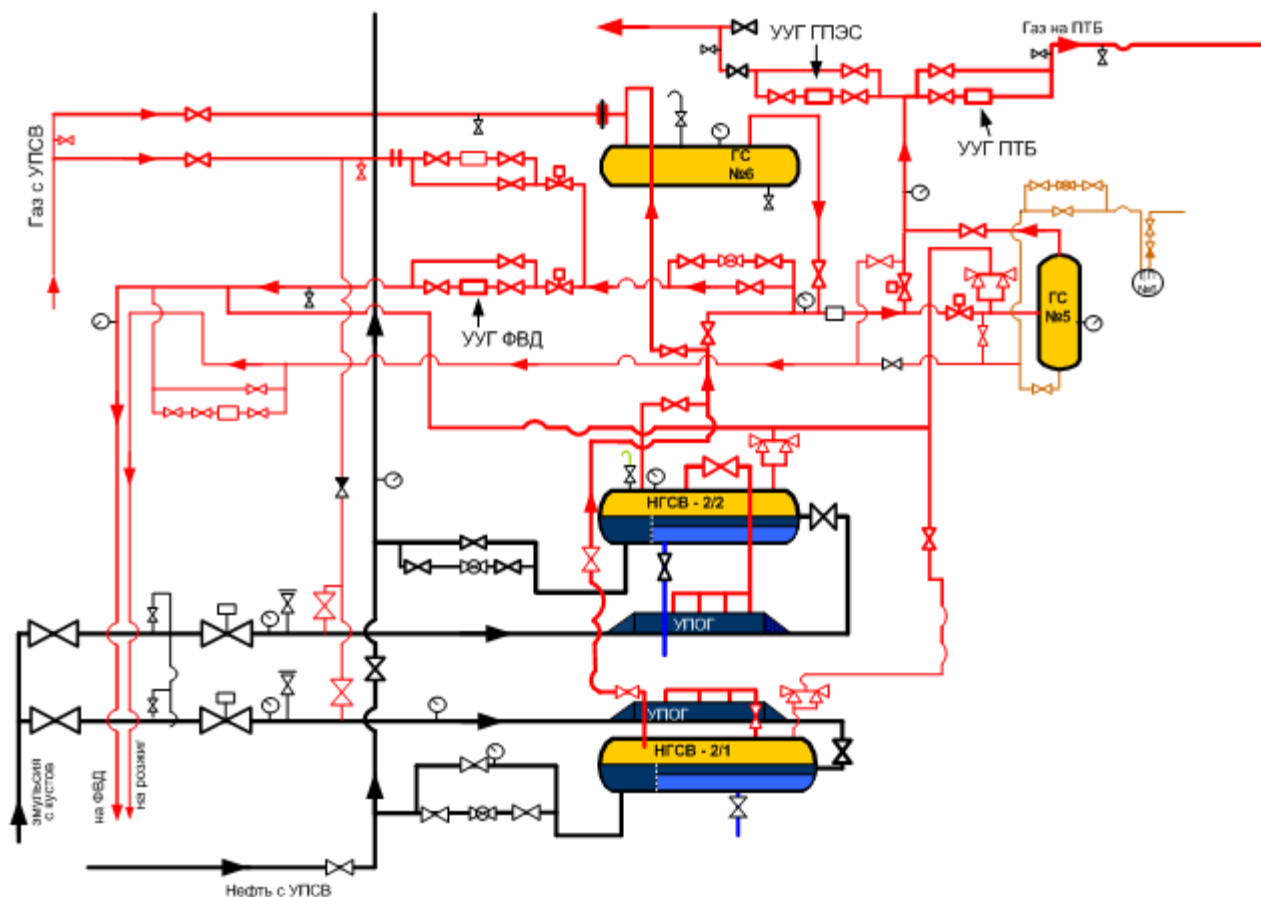 УУГ ГПЭС
Газ на ПТБ
УУГ ПТБ
Газ с УПСВ
ГС
№6
ГС
№5
УУГ ФВД
НГСВ - 2/2
УПОГ
УПОГ
НГСВ - 2/1
эмульсия
с кустов
на ФВД
на розжиг
Нефть с УПСВ